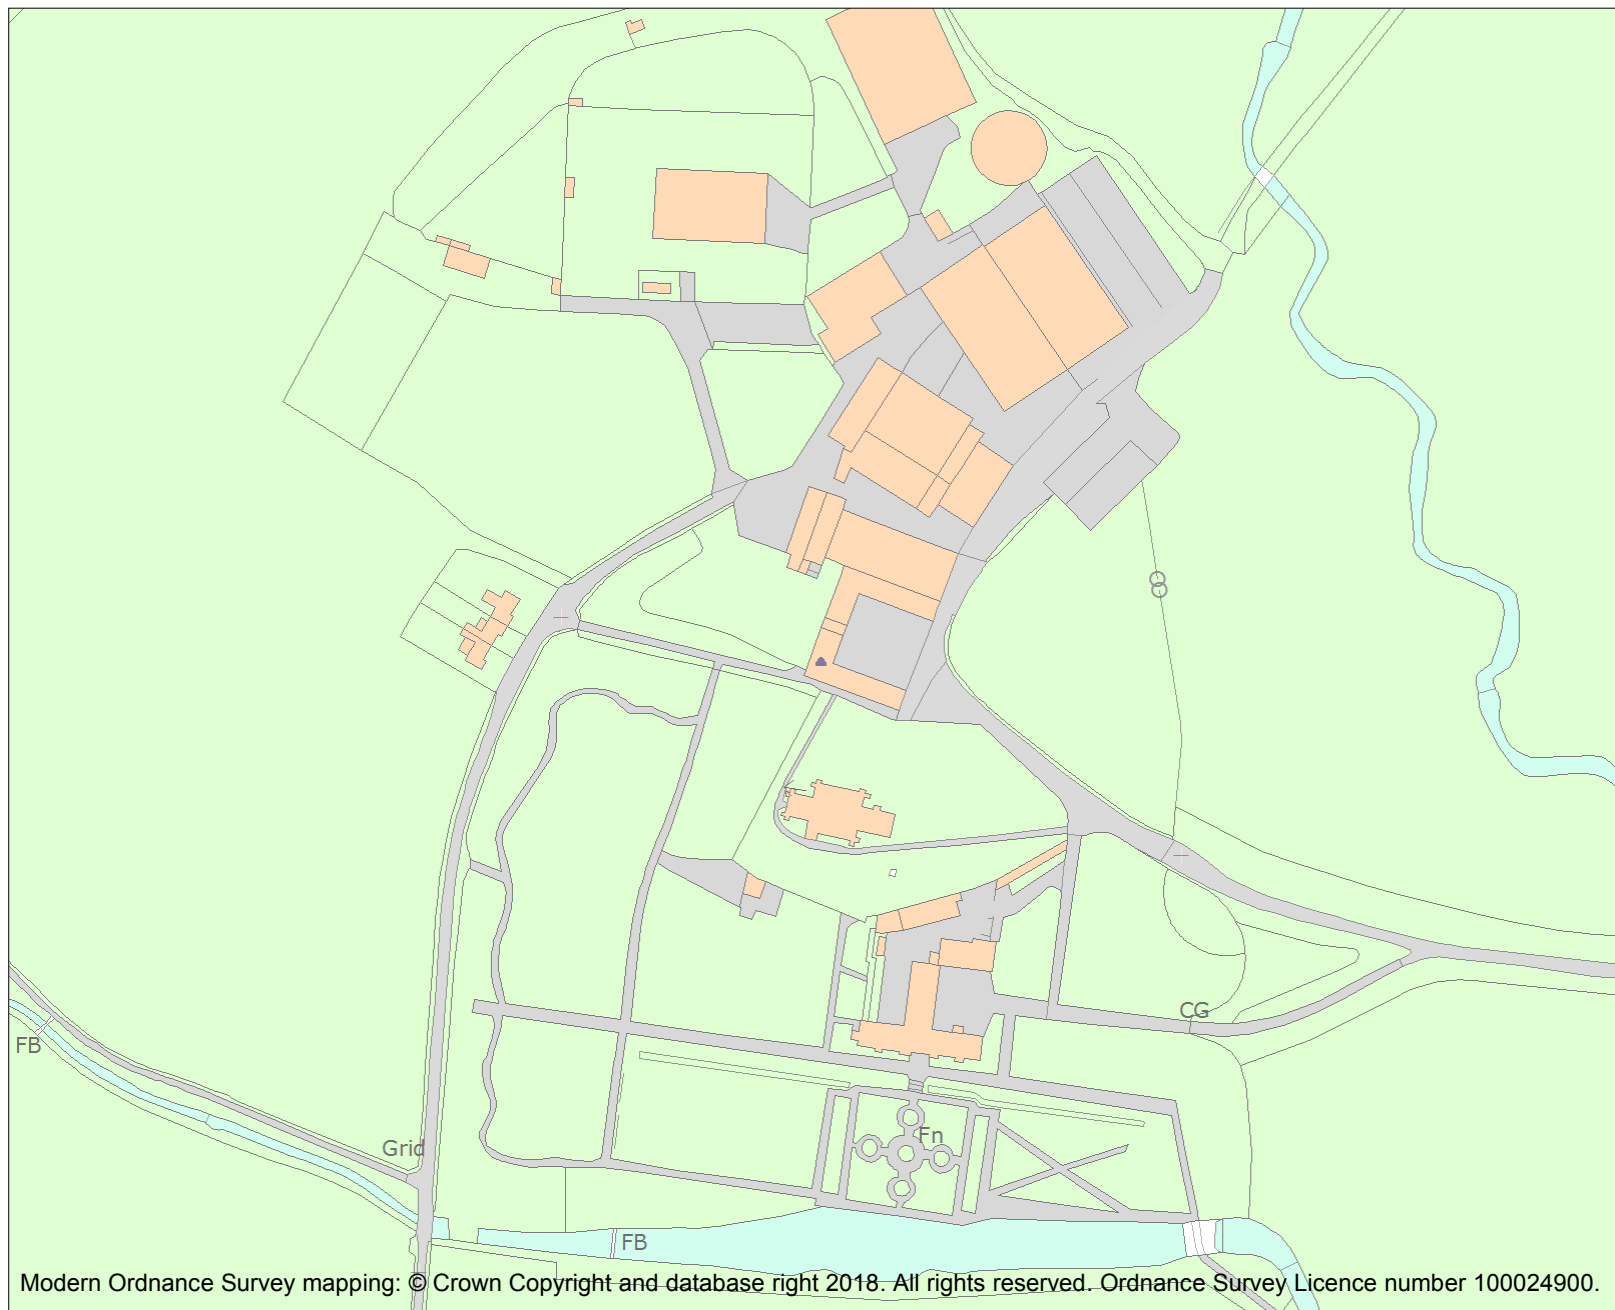 CG
FB
Fn
Grid
FB
Modern Ordnance Survey mapping: © Crown Copyright and database right 2018. All rights reserved. Ordnance Survey Licence number 100024900.